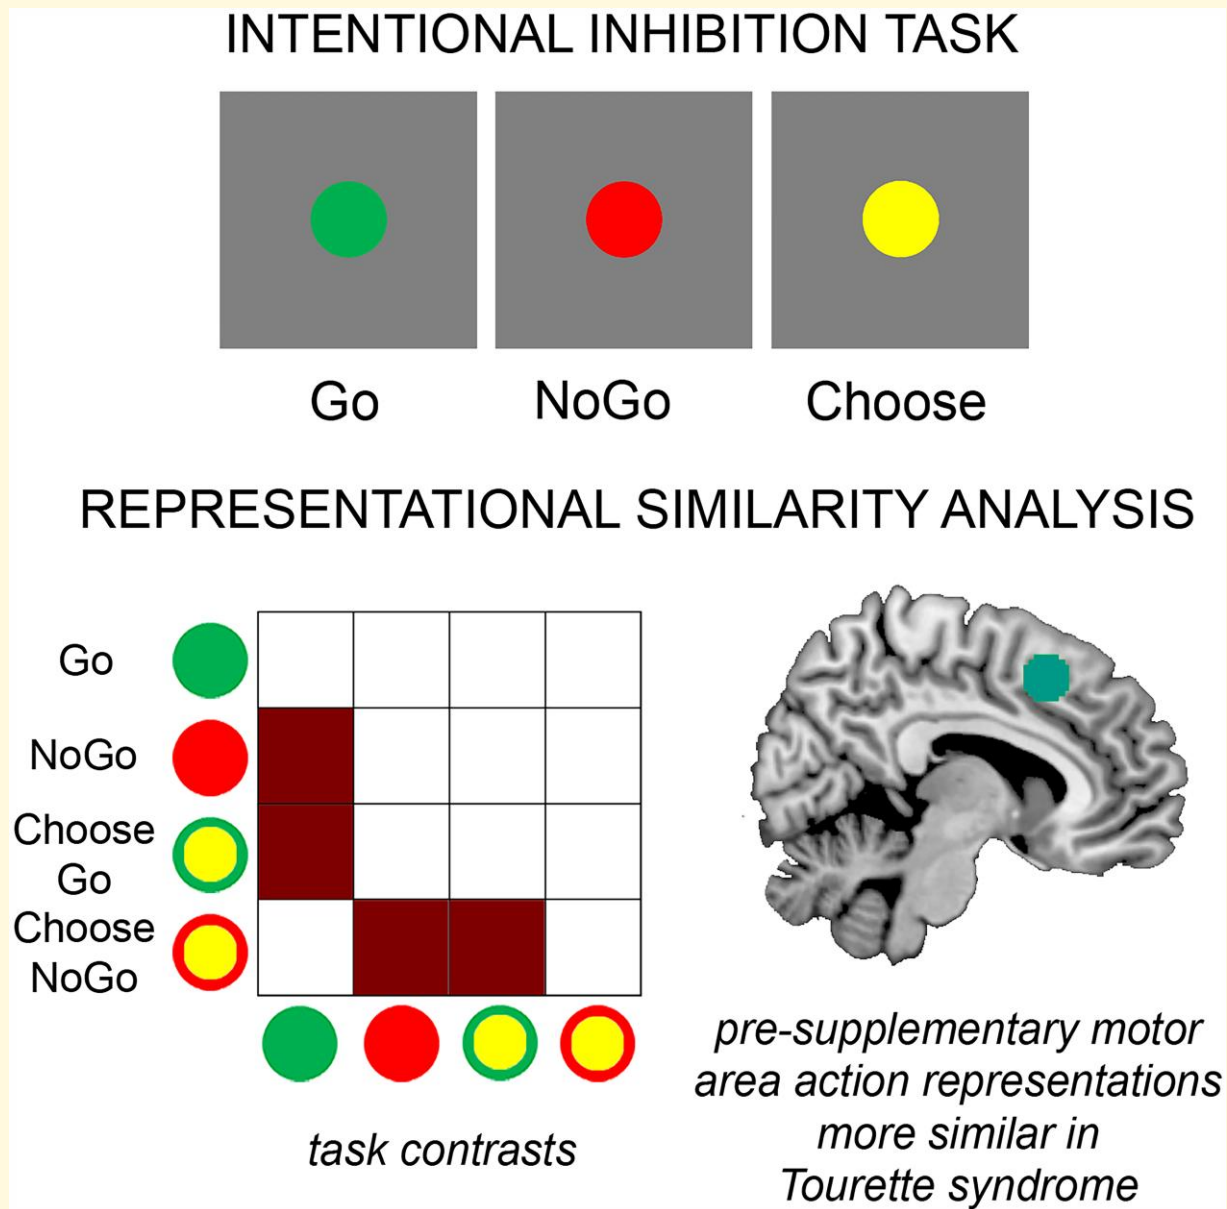 INTENTIONAL INHIBITION TASK
Go
NoGo
Choose
REPRESENTATIONAL SIMILARITY ANALYSIS
Go
NoGo
Choose
Go
Choose
NoGo
task contrasts
pre-supplementary motor
area action representations
more similar in
Tourette syndrome